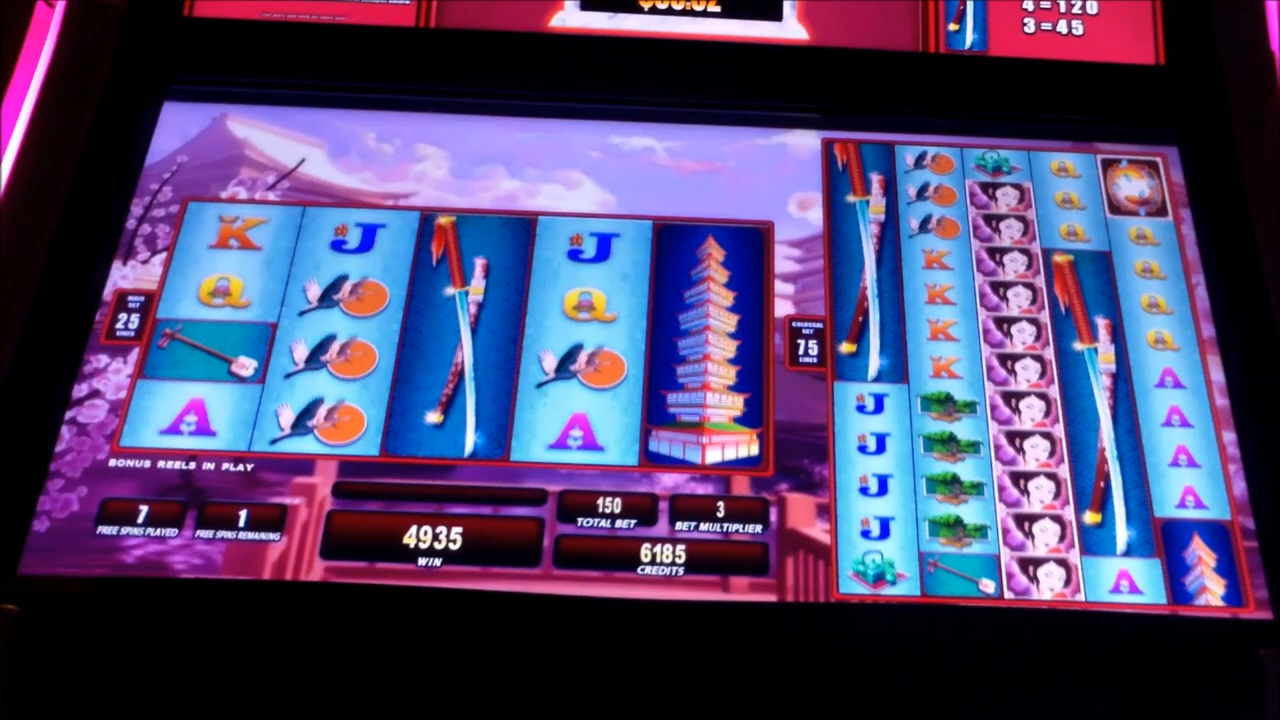 4=120
3=45
MAIN
SET
25
LINES
COLOSSAL
SET
75
LINES
K
J
J
Q
Q
A
A
Q
Q
Q
Q
K
K
K
K
Q
Q
Q
J
J
J
J
A
A
A
A
A
BONUS REELS IN PLAY
7
FREE SPINS PLAYED
1
FREE SPINS REMAINING
4935
WIN
150
TOTAL BET
3
BET MULTIPLIER
6185
CREDITS